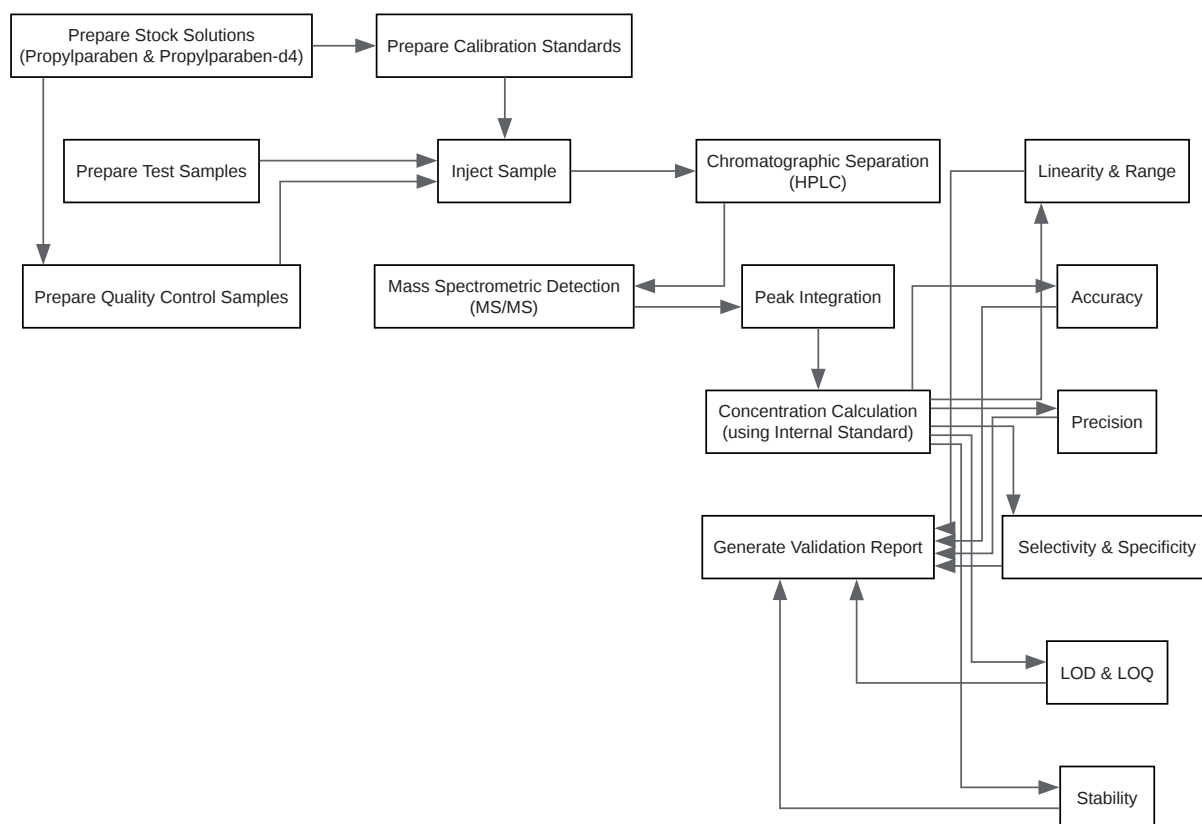 Prepare Stock Solutions
(Propylparaben & Propylparaben-d4)
Prepare Calibration Standards
Prepare Test Samples
Inject Sample
Chromatographic Separation
(HPLC)
Linearity & Range
Prepare Quality Control Samples
Mass Spectrometric Detection
(MS/MS)
Peak Integration
Accuracy
Concentration Calculation
(using Internal Standard)
Precision
Generate Validation Report
Selectivity & Specificity
LOD & LOQ
Stability